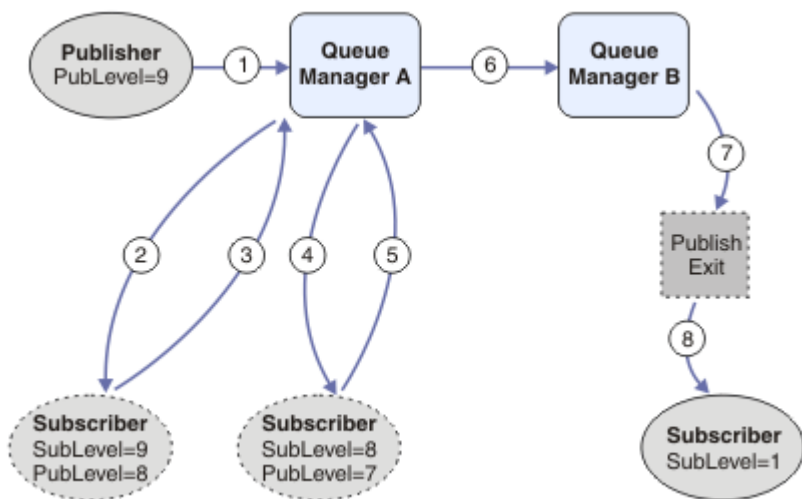 Publisher
PubLevel=9
1
Queue
Manager A
6
Queue
Manager B
7
2
3
4
5
Publish
Exit
8
Subscriber
SubLevel=9
PubLevel=8
Subscriber
SubLevel=8
PubLevel=7
Subscriber
SubLevel=1